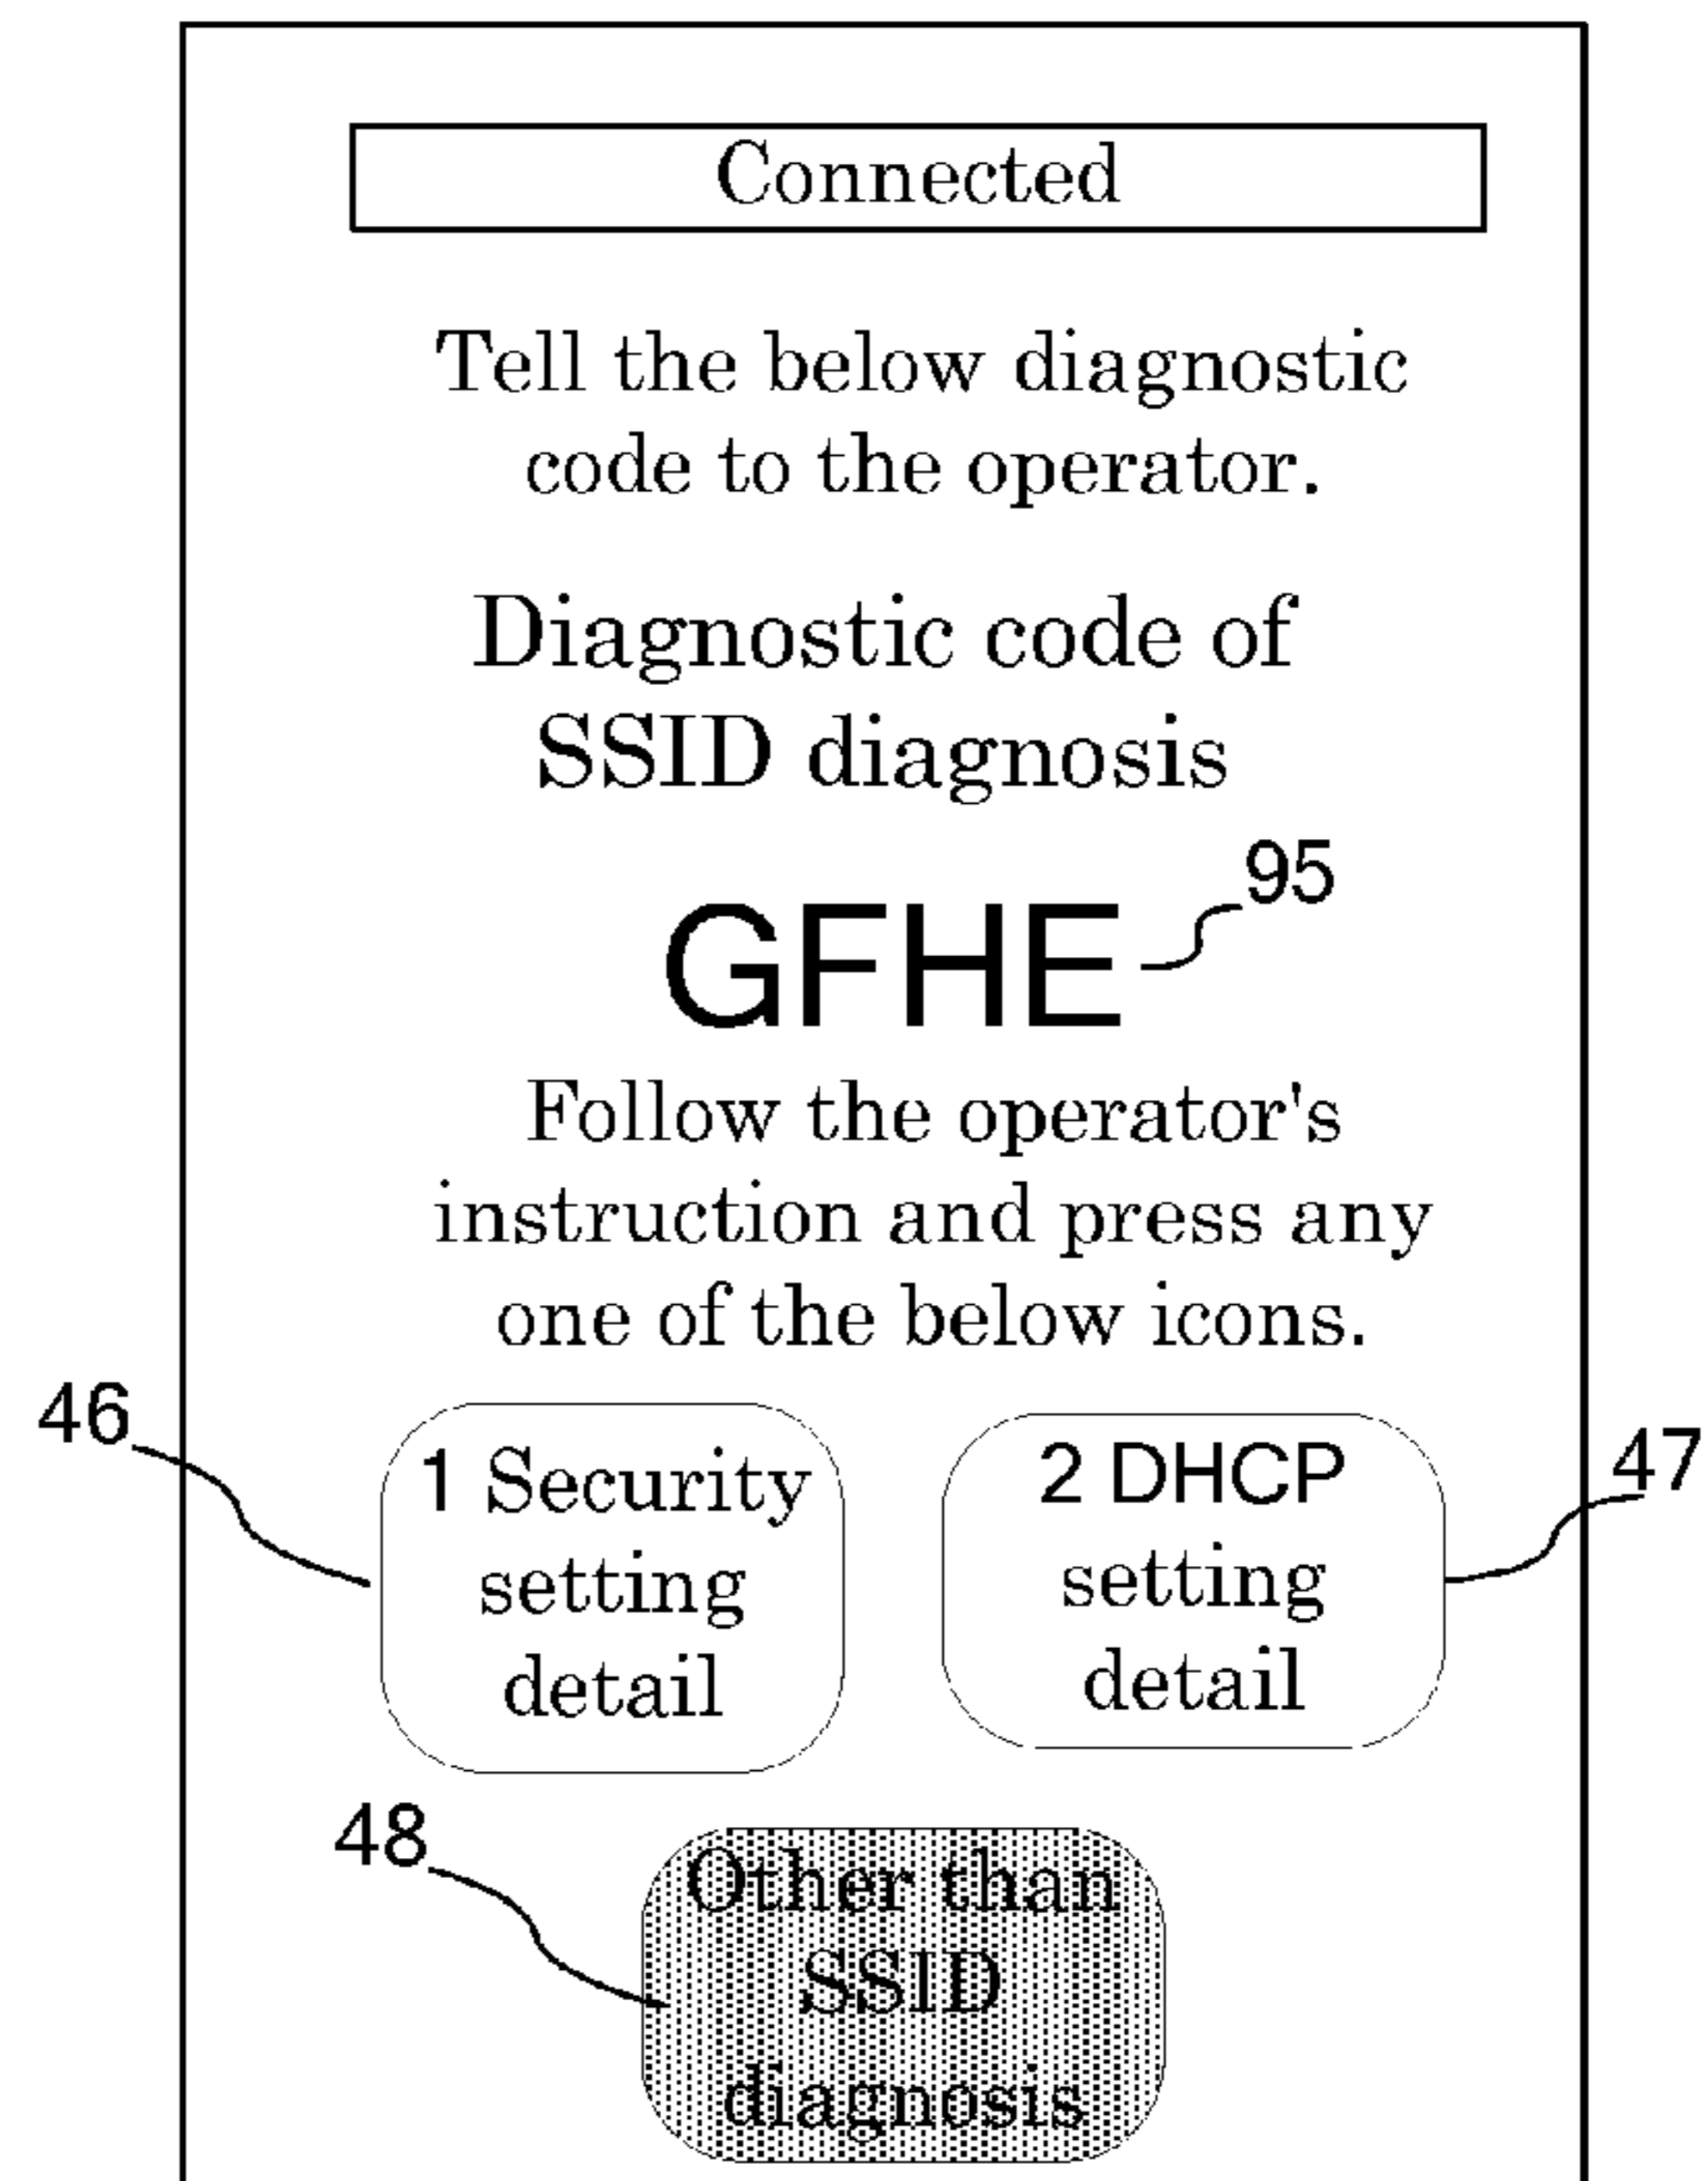 Connected
Tell the below diagnostic
code to the operator.
Diagnostic code of
SSID diagnosis
95
GFHE
Follow the operator's
instruction and press any
one of the below icons.
46
1 Security
setting
detail
47
2 DHCP
setting
detail
48
Other than
SSID
diagnosis